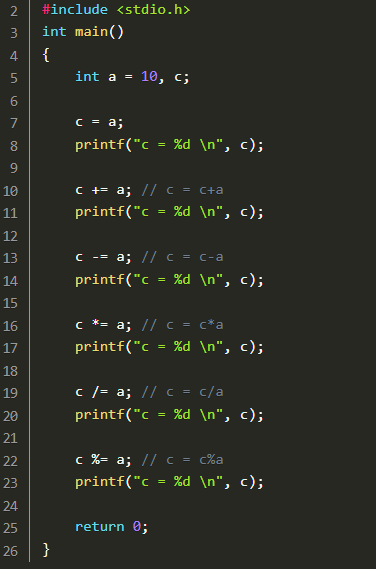 2 #include <stdio.h>
3 int main()
4 {
5     int a = 10, c;
6
7     c = a;
8     printf("c = %d \n", c);
9
10     c += a; // c = c+a
11     printf("c = %d \n", c);
12
13     c -= a; // c = c-a
14     printf("c = %d \n", c);
15
16     c *= a; // c = c*a
17     printf("c = %d \n", c);
18
19     c /= a; // c = c/a
20     printf("c = %d \n", c);
21
22     c %= a; // c = c%a
23     printf("c = %d \n", c);
24
25     return 0;
26 }